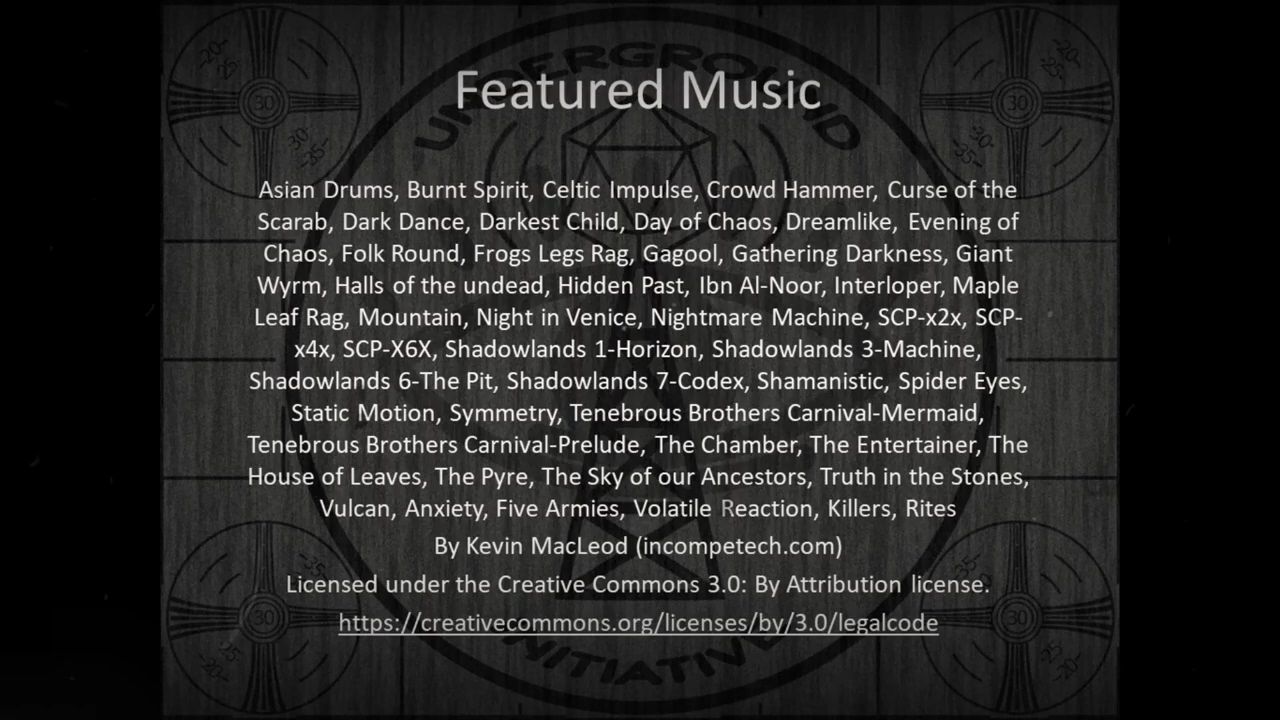 UNDERGROUND
Featured Music
Asian Drums, Burnt Spirit, Celtic Impulse, Crowd Hammer, Curse of the
Scarab, Dark Dance, Darkest Child, Day of Chaos, Dreamlike, Evening of
Chaos, Folk Round, Frogs Legs Rag, Gagool, Gathering Darkness, Giant
Wyrm, Halls of the undead, Hidden Past, Ibn Al-Noor, Interloper, Maple
Leaf Rag, Mountain, Night in Venice, Nightmare Machine, SCP-x2x, SCP-
x4x, SCP-X6X, Shadowlands 1-Horizon, Shadowlands 3-Machine,
Shadowlands 6-The Pit, Shadowlands 7-Codex, Shamanistic, Spider Eyes,
Static Motion, Symmetry, Tenebrous Brothers Carnival-Mermaid,
Tenebrous Brothers Carnival-Prelude, The Chamber, The Entertainer, The
House of Leaves, The Pyre, The Sky of our Ancestors, Truth in the Stones,
Vulcan, Anxiety, Five Armies, Volatile Reaction, Killers, Rites
By Kevin MacLeod (incompetech.com)
Licensed under the Creative Commons 3.0: By Attribution license.
https://creativecommons.org/licenses/by/3.0/legalcode
INITIATIVE
30
30
30
30